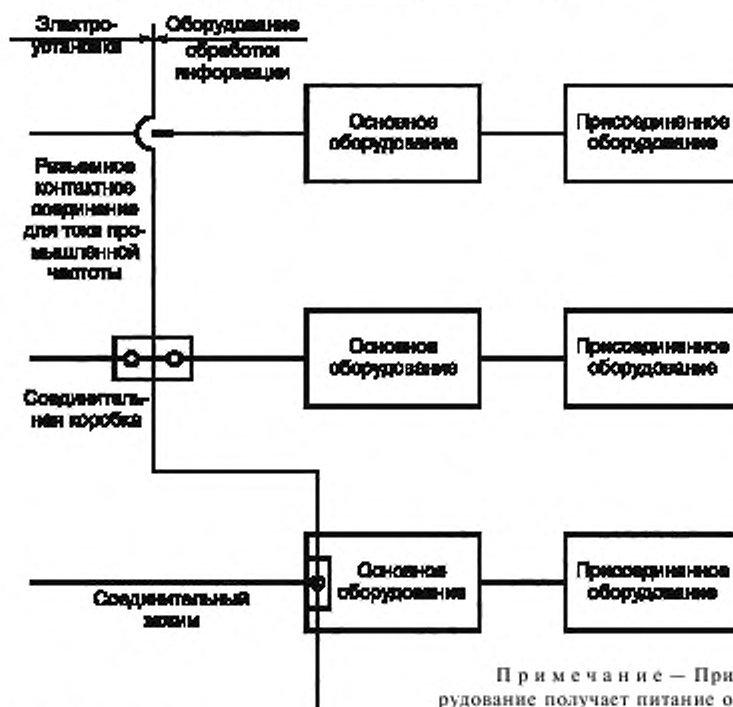 Электро-
установка
Оборудование
обработки
информации
Основное
оборудование
Присоединенное
оборудование
Разъемное
контактное
соединение
для тока про-
мышленной
частоты
Основное
оборудование
Присоединенное
оборудование
Соединитель-
ная коробка
Основное
оборудование
Присоединенное
оборудование
Соединительный
зажим
Примечание — При
рудование получает питание о